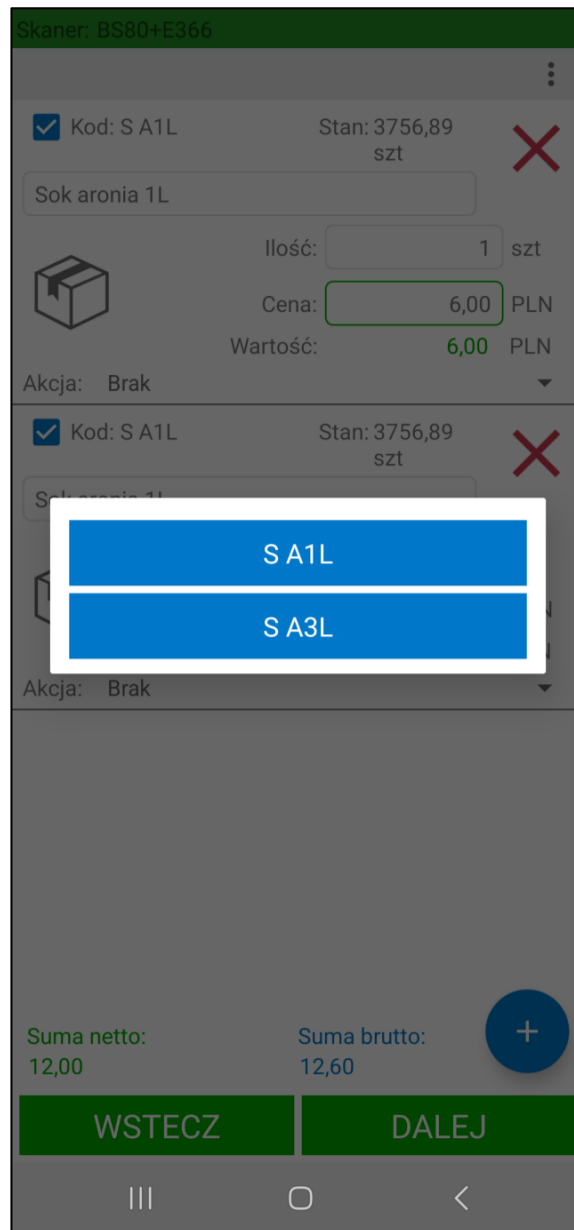 Skaner: BS80+E366
Kod: S A1L
Stan: 3756,89
szt
Sok aronia 1L
Ilość: 1 szt
Cena: 6,00 PLN
Wartość: 6,00 PLN
Akcja: Brak
Kod: S A1L
Stan: 3756,89
szt
S A1L
S A3L
Akcja: Brak
Suma netto:
12,00
Suma brutto:
12,60
+
WSTECZ
DALEJ